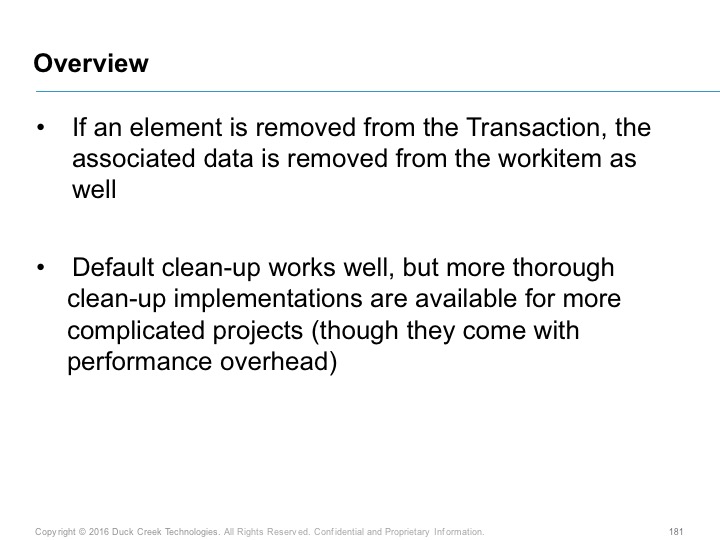 Overview
• If an element is removed from the Transaction, the
associated data is removed from the workitem as
well
• Default clean-up works well, but more thorough
clean-up implementations are available for more
complicated projects (though they come with
performance overhead)
Copyright © 2016 Duck Creek Technologies. All Rights Reserved. Confidential and Proprietary Information. 181